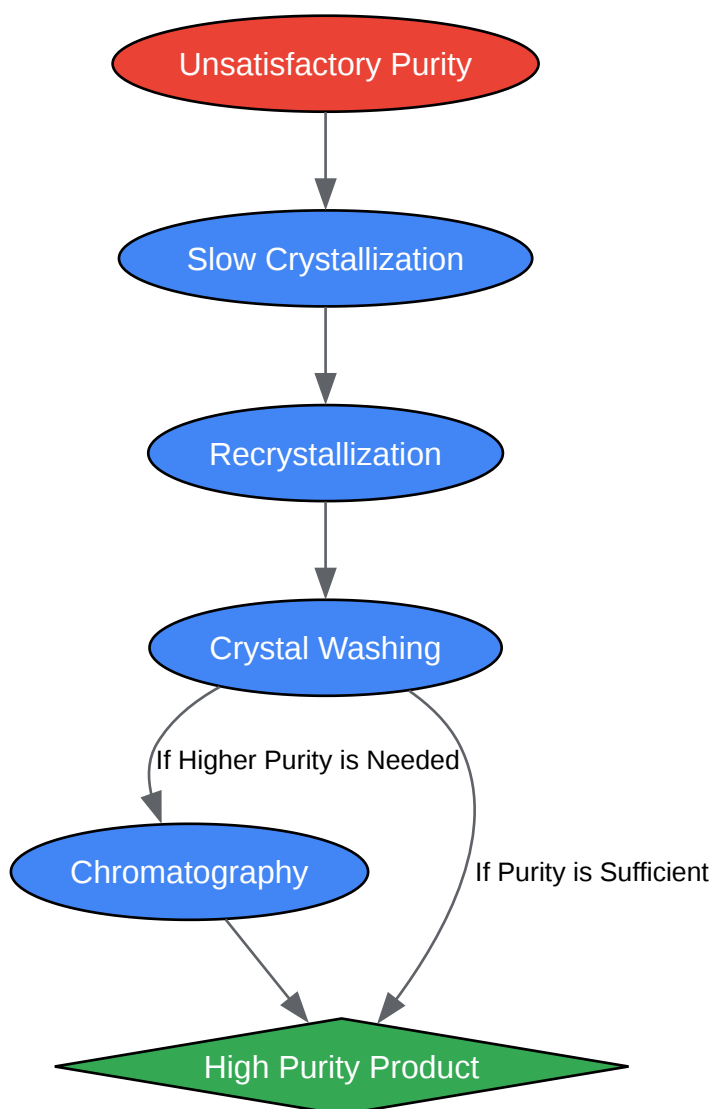 Unsatisfactory Purity
Slow Crystallization
Recrystallization
Crystal Washing
If Higher Purity is Needed
Chromatography
If Purity is Sufficient
High Purity Product